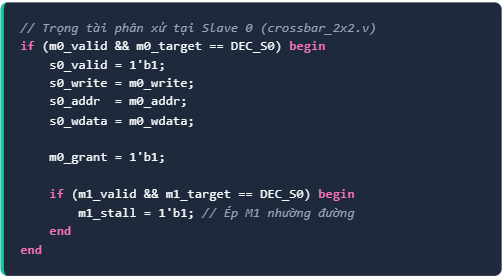 // Trọng tài phân xử tại Slave 0 (crossbar_2x2.v)
if (m0_valid && m0_target == DEC_S0) begin
    s0_valid = 1'b1;
    s0_write = m0_write;
    s0_addr  = m0_addr;
    s0_wdata = m0_wdata;

    m0_grant = 1'b1;

    if (m1_valid && m1_target == DEC_S0) begin
        m1_stall = 1'b1; // Ép M1 nhường đường
    end
end